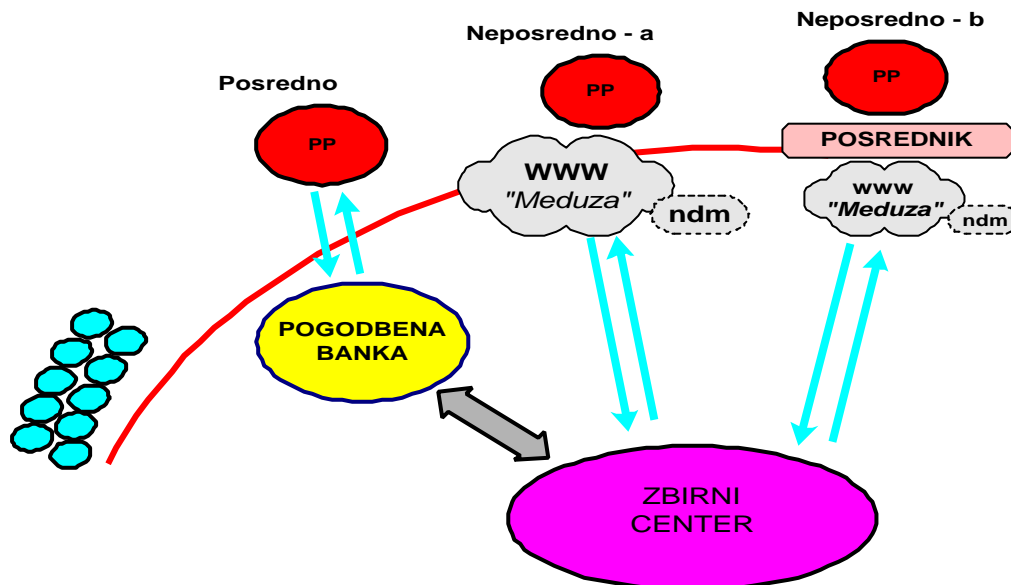 Neposredno - a
Neposredno - b
Posredno
PP
PP
PP
POSREDNIK
WWW
"Meduza"
ndm
www
"Meduza"
ndm
POGODBENA
BANKA
ZBIRNI
CENTER